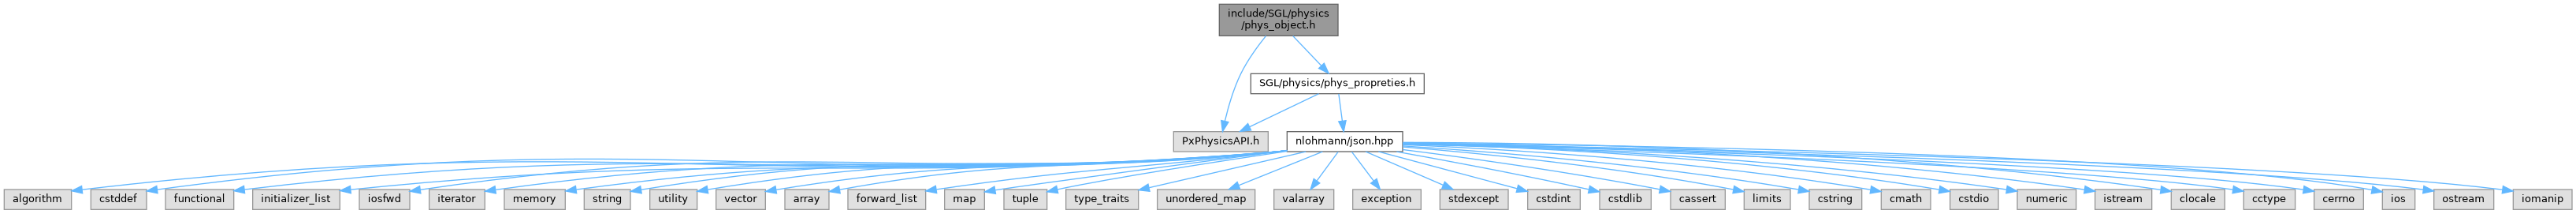 include/SGL/physics
/phys_object.h
SGL/physics/phys_propreties.h
PxPhysicsAPI.h
nlohmann/json.hpp
algorithm
cstddef
functional
initializer_list
iosfwd
iterator
memory
string
utility
vector
array
forward_list
map
tuple
type_traits
unordered_map
valarray
exception
stdexcept
cstdint
cstdlib
cassert
limits
cstring
cmath
cstdio
numeric
istream
clocale
cctype
cerrno
ios
ostream
iomanip